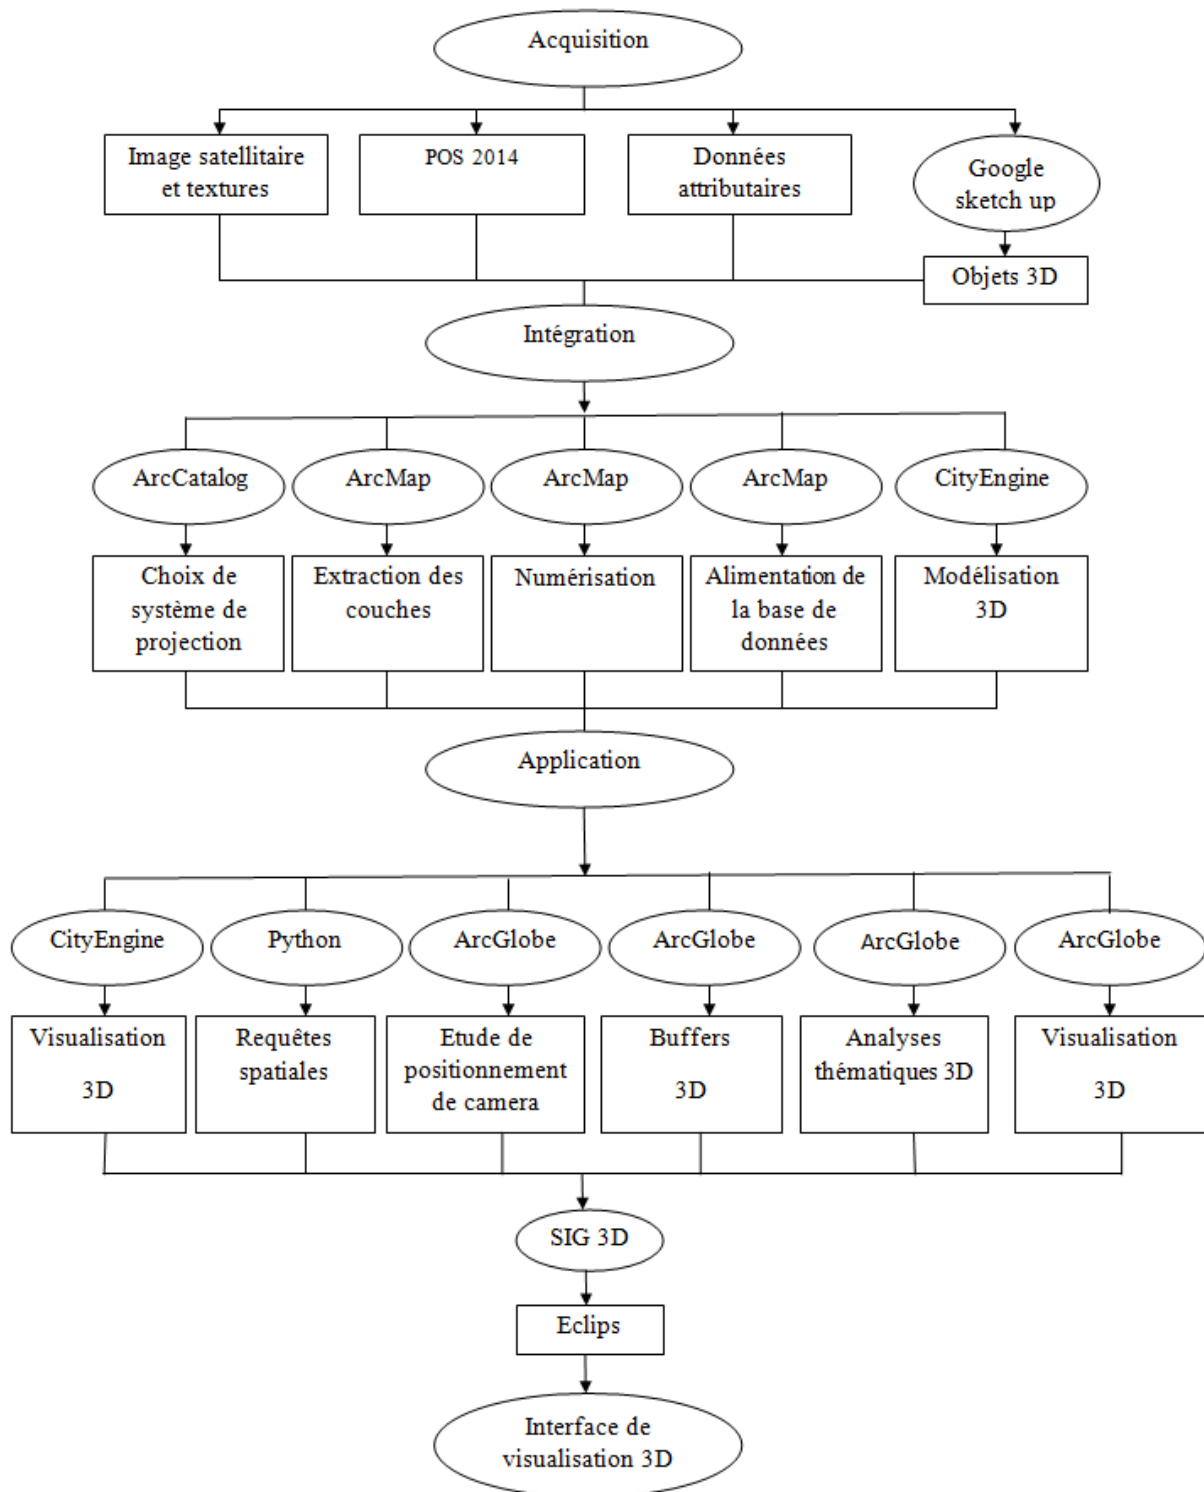 Acquisition
Image satellitaire
et textures
POS 2014
Données
attributaires
Google
sketch up
Objets 3D
Intégration
ArcCatalog
ArcMap
ArcMap
ArcMap
CityEngine
Choix de
système de
projection
Extraction des
couches
Numérisation
Alimentation de
la base de
données
Modélisation
3D
Application
CityEngine
Python
ArcGlobe
ArcGlobe
ArcGlobe
ArcGlobe
Visualisation
3D
Requêtes
spatiales
Etude de
positionnement
de camera
Buffers
3D
Analyses
thématiques 3D
Visualisation
3D
SIG 3D
Eclips
Interface de
visualisation 3D